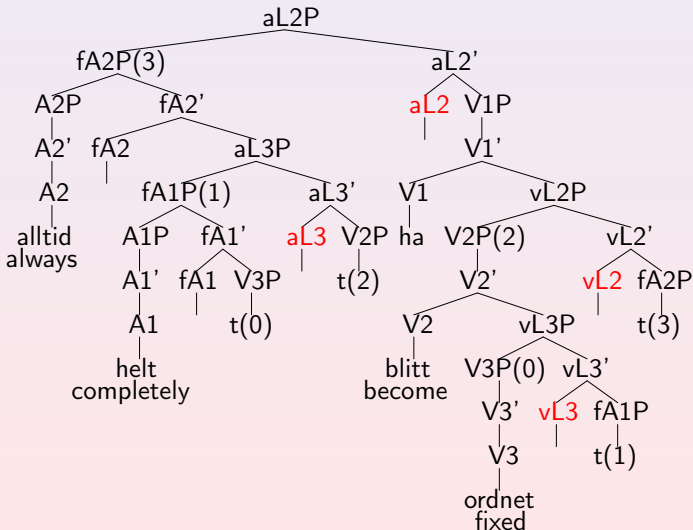 aL2P
fA2P(3) aL2'
A2P fA2' aL2 V1P
A2' fA2 aL3P V1'
A2 fA1P(1) aL3' V1 vL2P
alltid A1P fA1' aL3 V2P ha V2P(2) vL2'
always
A1' fA1 V3P t(2) V2' vL2 fA2P
A1 t(0) V2 vL3P t(3)
helt blitt V3P(0) vL3'
completely become
V3' vL3 fA1P
V3 t(1)
ordnet
fixed